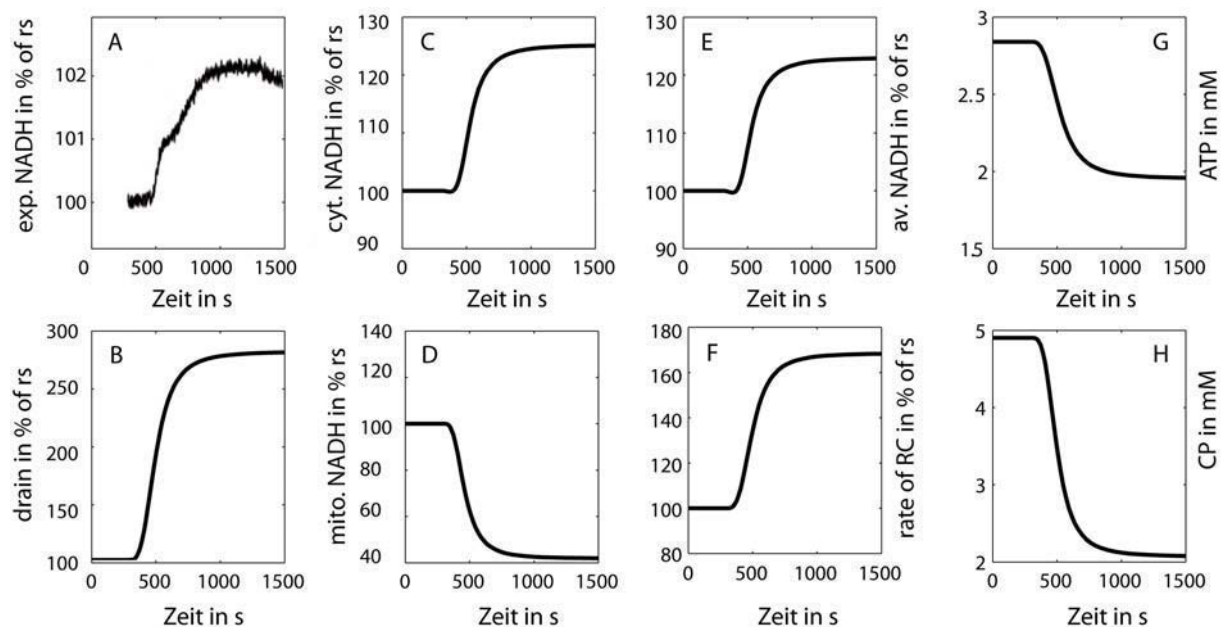 A
exp. NADH in % of rs
102
101
100
0 500 1000 1500
Zeit in s
C
cyt. NADH in % of rs
130
120
110
100
90
0 500 1000 1500
Zeit in s
E
av. NADH in % of rs
130
120
110
100
90
0 500 1000 1500
Zeit in s
G
ATP in mM
3
2.5
2
1.5
0 500 1000 1500
Zeit in s
B
drain in % of rs
300
250
200
150
100
0 500 1000 1500
Zeit in s
D
mito. NADH in % rs
140
120
100
80
60
40
0 500 1000 1500
Zeit in s
F
rate of RC in % of rs
180
160
140
120
100
80
0 500 1000 1500
Zeit in s
H
CP in mM
5
4
3
2
0 500 1000 1500
Zeit in s